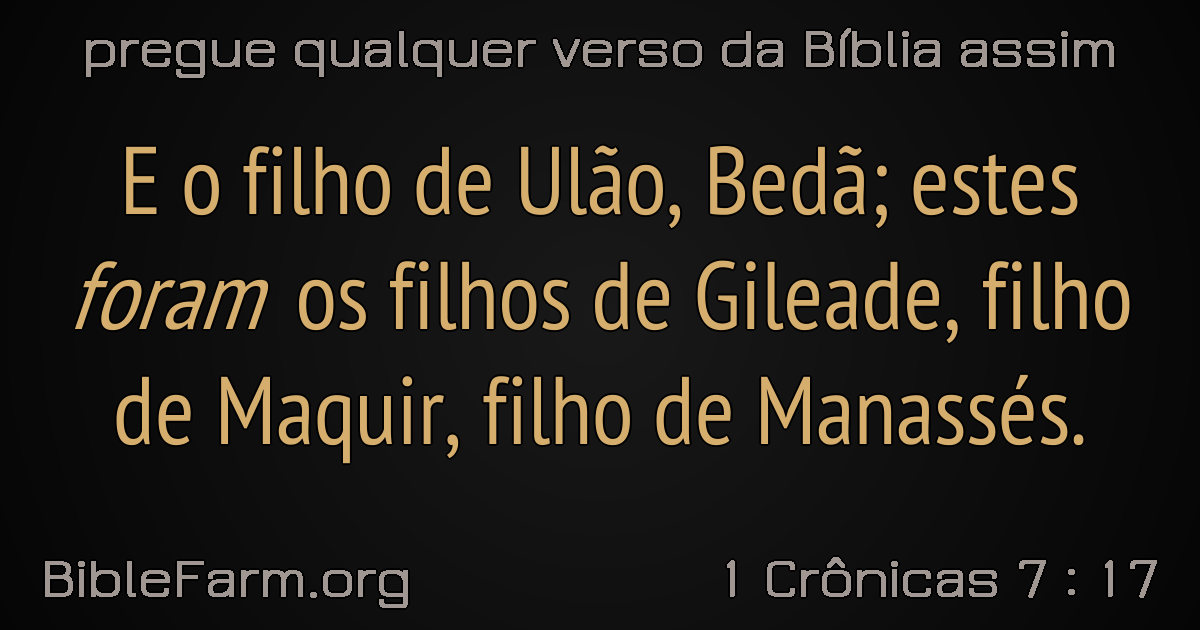 pregue qualquer verso da Bíblia assim
E o filho de Ulão, Bedã; estes
foram os filhos de Gileade, filho
de Maquir, filho de Manassés.
BibleFarm.org
1 Crônicas 7 : 17